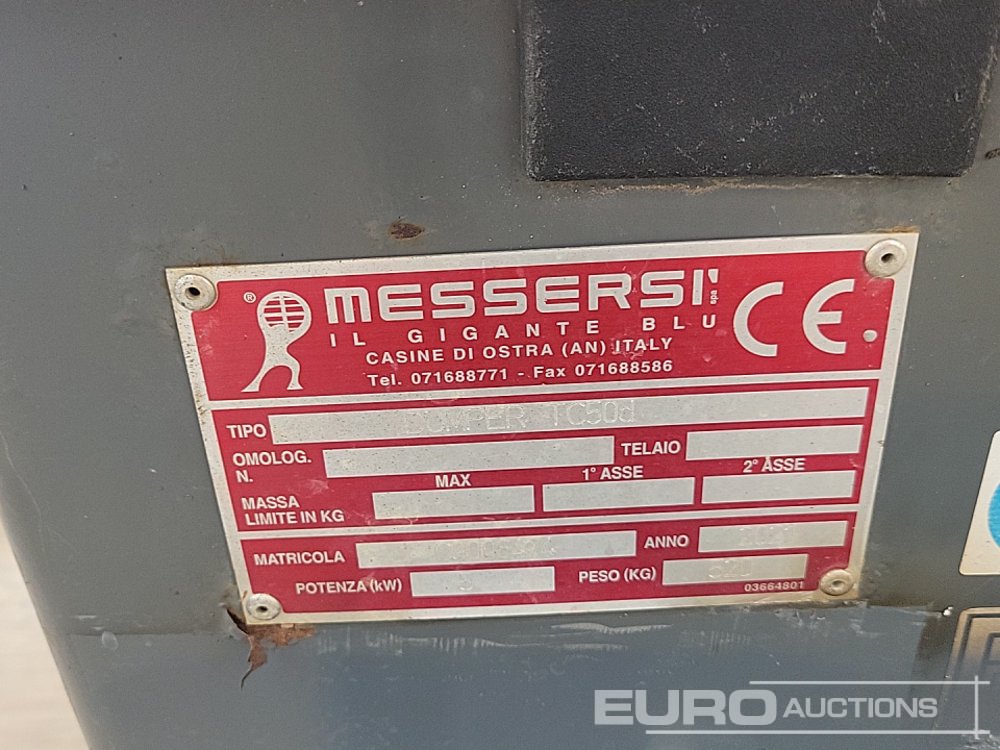 ® MESSERSI' spa CE
IL GIGANTE BLU
CASINE DI OSTRA (AN) ITALY
Tel. 071688771 - Fax 071688586
TIPO DUMPER TC50d
OMOLOG. N. TELAIO
MASSA LIMITE IN KG MAX 1° ASSE 2° ASSE
MATRICOLA ANNO
POTENZA (kW) PESO (KG)
03664801
EURO AUCTIONS